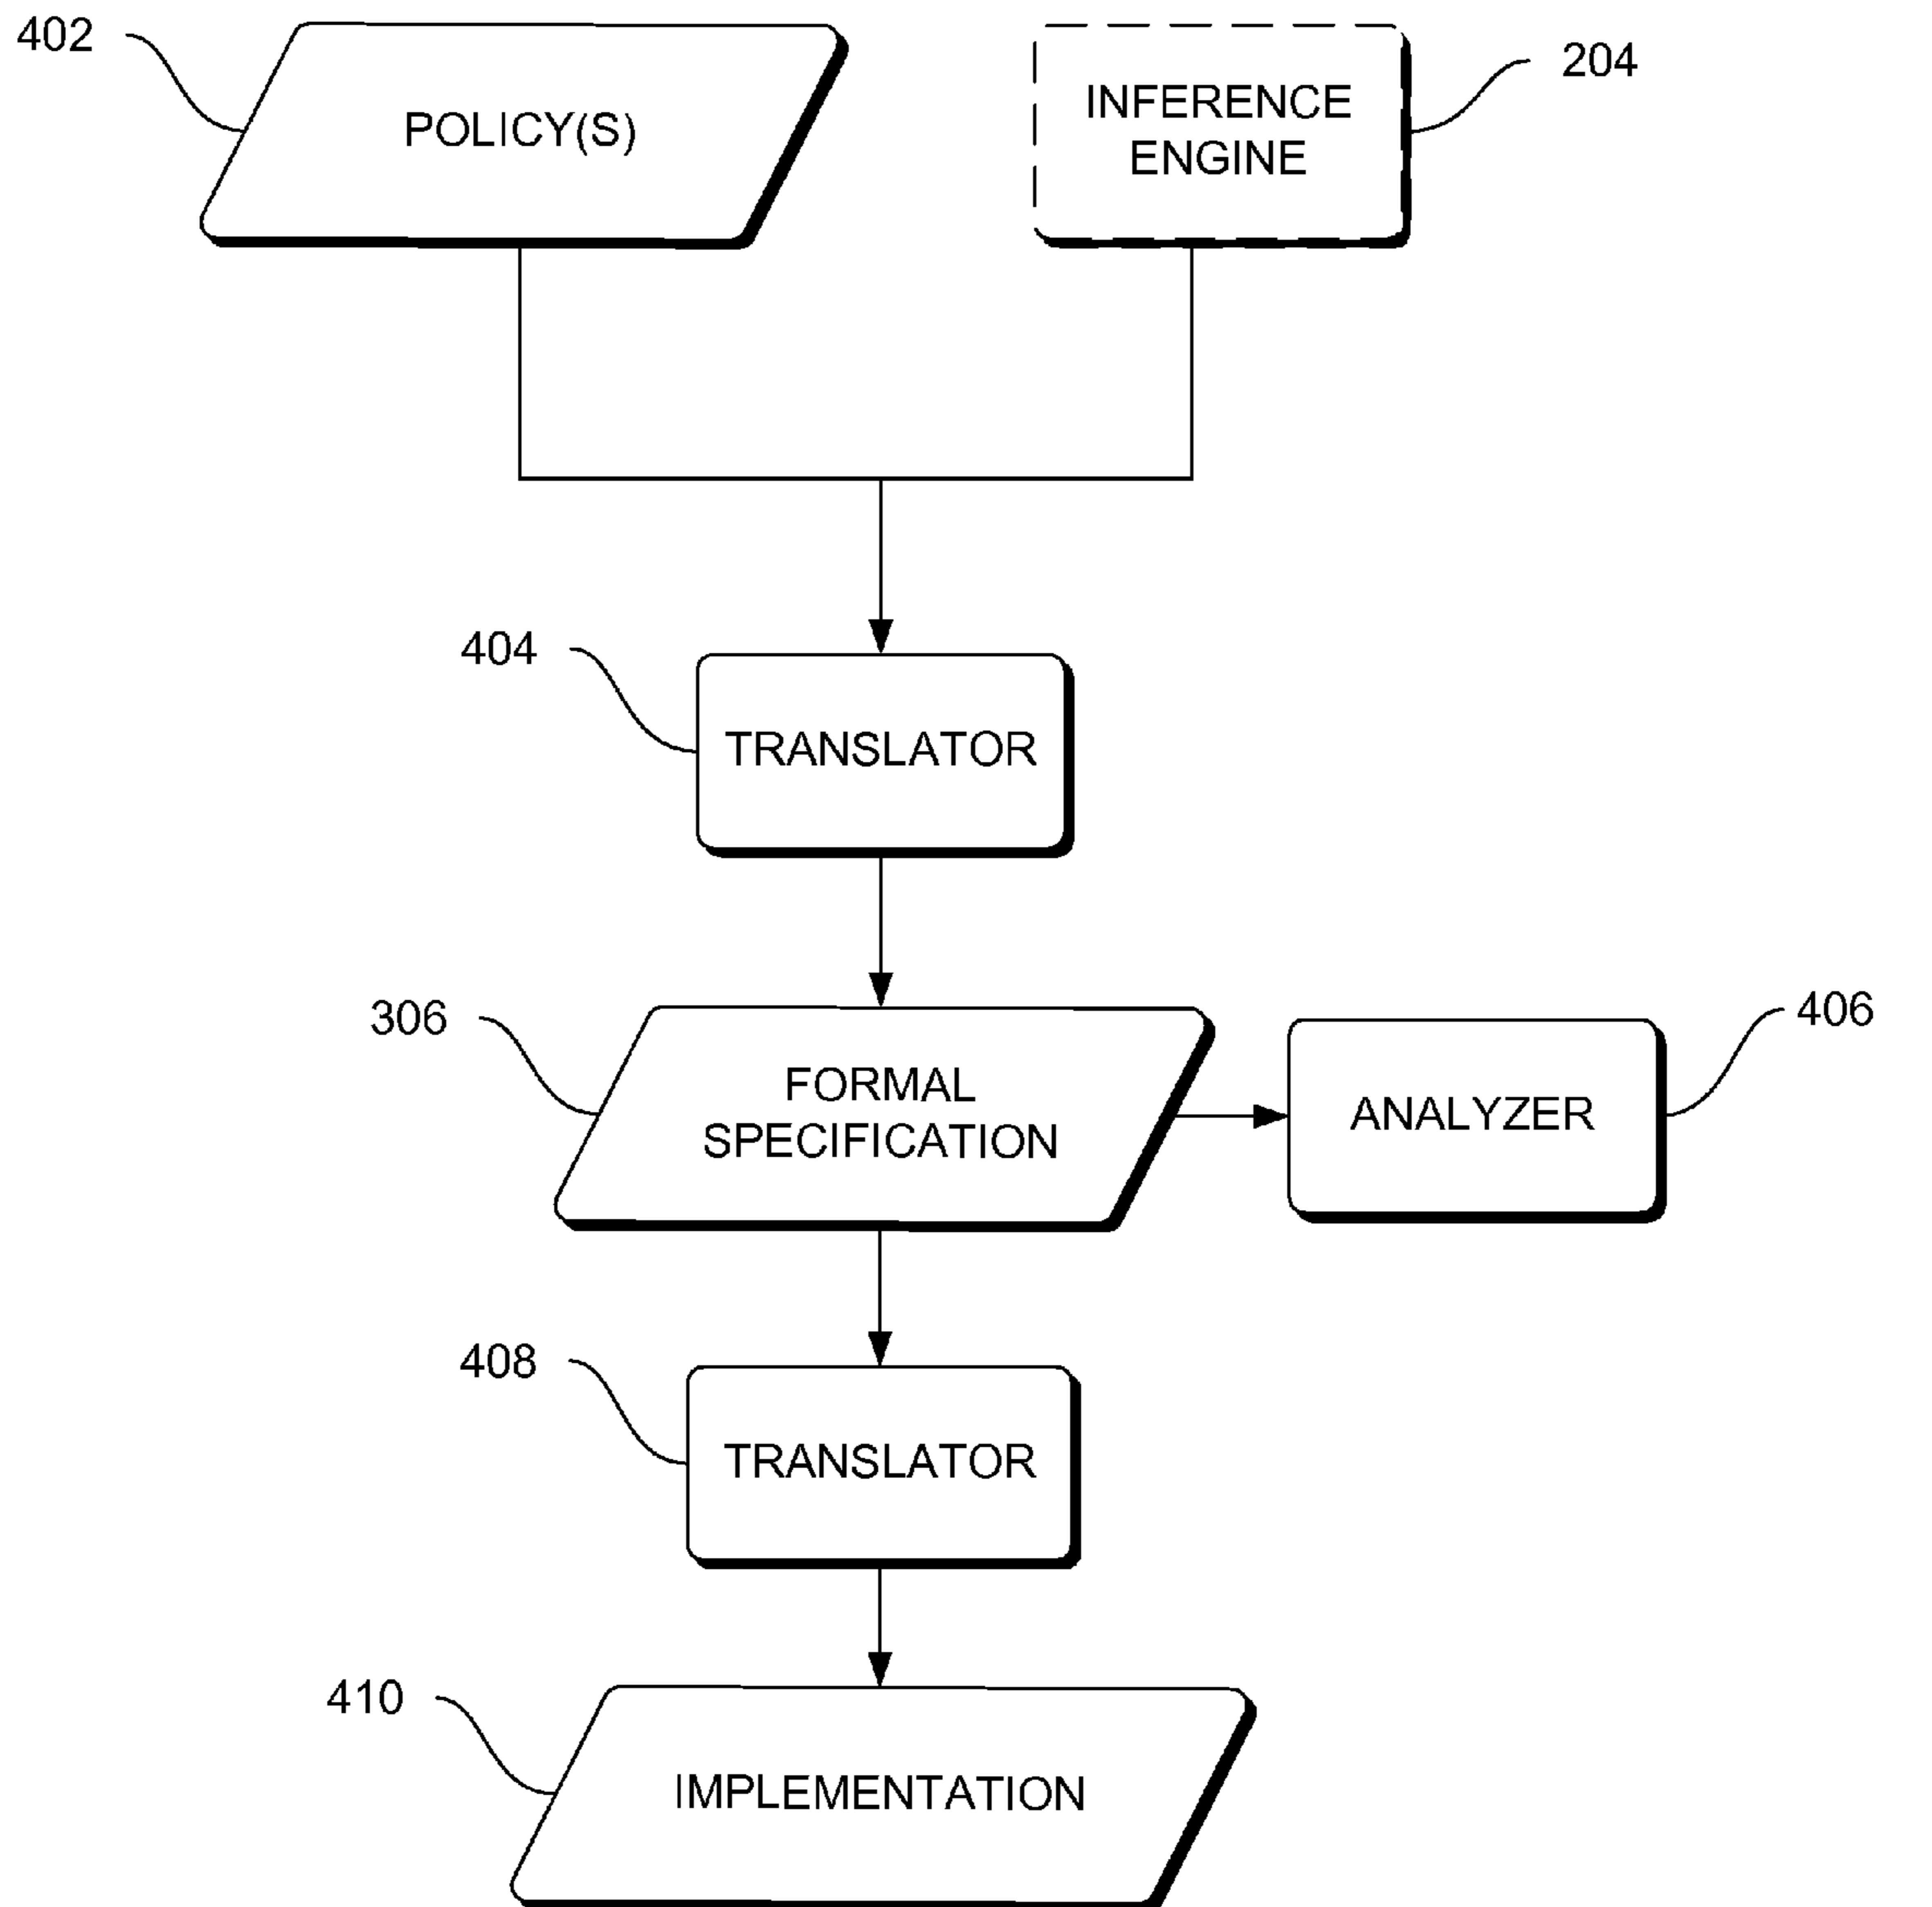 402
POLICY(S)
INFERENCE
ENGINE
204
404
TRANSLATOR
306
FORMAL
SPECIFICATION
406
ANALYZER
408
TRANSLATOR
410
IMPLEMENTATION